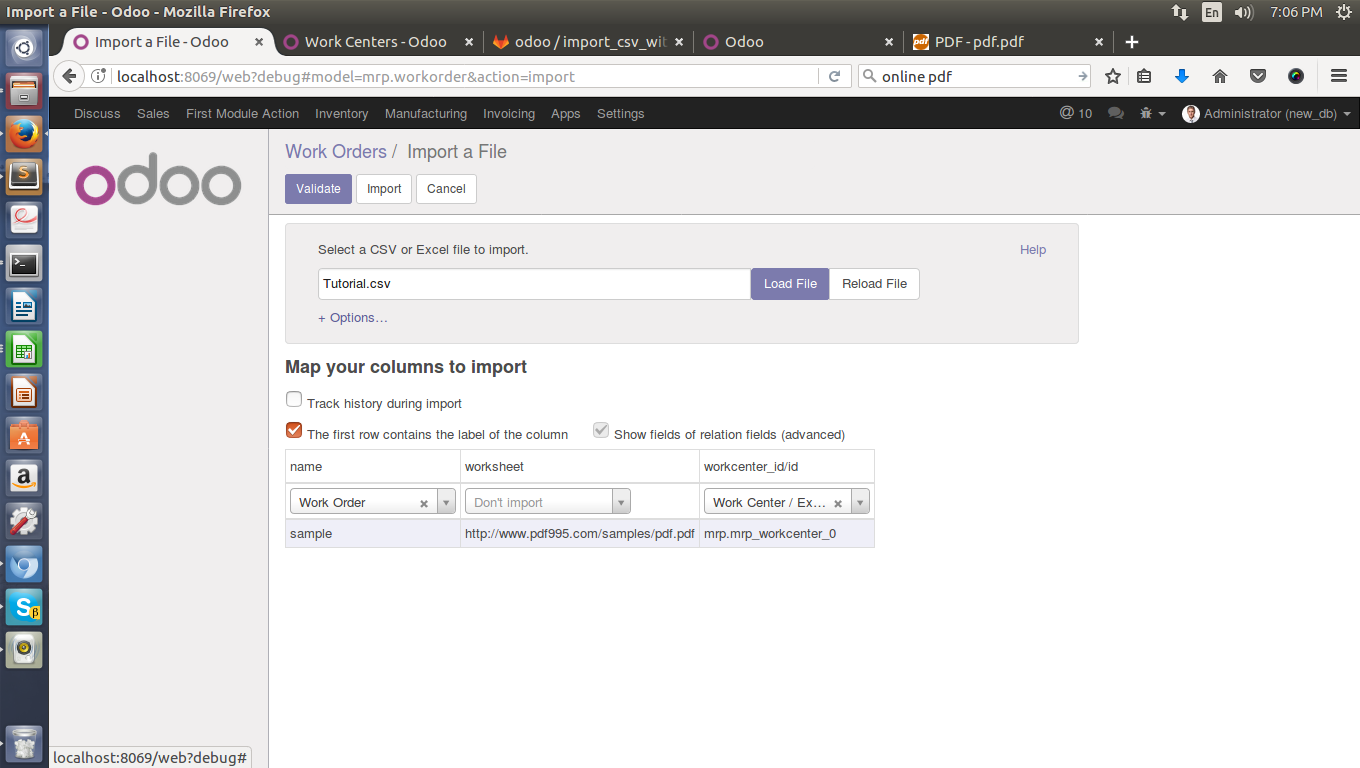 Import a File - Odoo - Mozilla Firefox
En
7:06 PM
Import a File - Odoo
Work Centers - Odoo
odoo / import_csv_wit
Odoo
PDF - pdf.pdf
localhost:8069/web?debug#model=mrp.workorder&action=import
online pdf
Discuss Sales First Module Action Inventory Manufacturing Invoicing Apps Settings
@ 10
Administrator (new_db)
odoo
Work Orders / Import a File
Validate Import Cancel
Select a CSV or Excel file to import.
Help
Tutorial.csv
Load File Reload File
+ Options…
Map your columns to import
Track history during import
The first row contains the label of the column
Show fields of relation fields (advanced)
name worksheet workcenter_id/id
Work Order Don't import Work Center / Ex…
sample http://www.pdf995.com/samples/pdf.pdf mrp.mrp_workcenter_0
localhost:8069/web?debug#